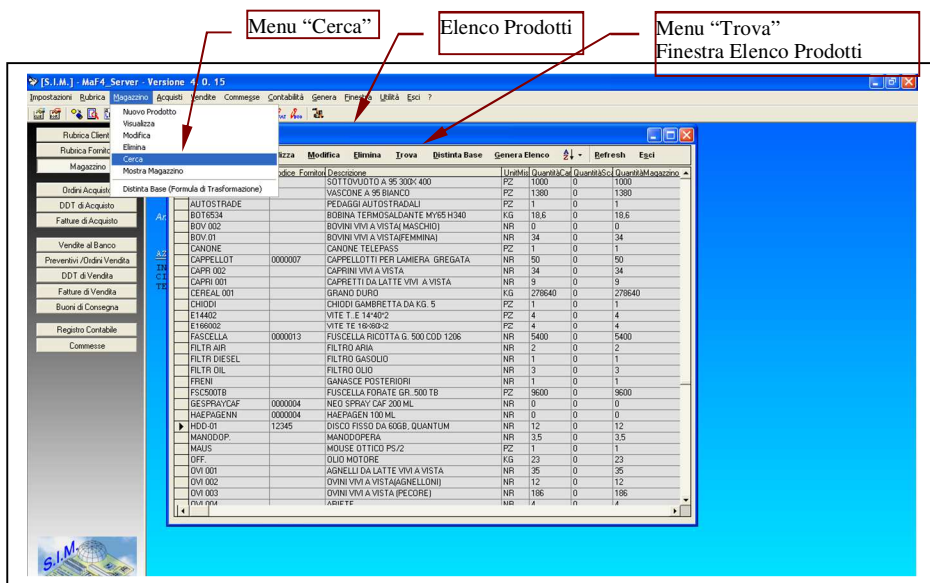 Menu “Cerca”
Elenco Prodotti
Menu “Trova”
Finestra Elenco Prodotti
[S.I.M.] - MaF4_Server - Versione 4. 0. 15
Impostazioni Rubrica Magazzino Acquisti Vendite Commesse Contabilità Genera Finestra Utilità Esci ?
Nuovo Prodotto
Visualizza
Modifica
Elimina
Cerca
Mostra Magazzino
Distinta Base (Formula di Trasformazione)
Rubrica Client
Rubrica Fornito
Magazzino
Ordini Acquisto
DDT di Acquisto
Fatture di Acquisto
Vendite al Banco
Preventivi /Ordini Vendita
DDT di Vendita
Fatture di Vendita
Buoni di Consegna
Registro Contabile
Commesse
lizza Modifica Elimina Trova Distinta Base Genera Elenco Refresh Esci
odice Fornitori Descrizione UnitMis QuantitàCar QuantitàSca QuantitàMagazzino
SOTTOVUOTO A 95 300X 400 PZ 1000 0 1000
VASCONE A 95 BIANCO PZ 1380 0 1380
AUTOSTRADE PEDAGGI AUTOSTRADALI PZ 1 0 1
BOT6534 BOBINA TERMOSALDANTE MY65 H340 KG 18,6 0 18,6
BOV 002 BOVINI VIVI A VISTA( MASCHIO) NR 0 0 0
BOV.01 BOVINI VIVI A VISTA(FEMMINA) NR 34 0 34
CANONE CANONE TELEPASS PZ 1 0 1
CAPPELLOT 0000007 CAPPELLOTTI PER LAMIERA GREGATA NR 50 0 50
CAPR 002 CAPRINI VIVI A VISTA NR 34 0 34
CAPRI 001 CAPRETTI DA LATTE VIVI A VISTA NR 9 0 9
CEREAL 001 GRANO DURO KG 278640 0 278640
CHIODI CHIODI GAMBRETTA DA KG. 5 PZ 1 0 1
E14402 VITE T..E 14*40*2 PZ 4 0 4
E166002 VITE TE 16X60X2 PZ 4 0 4
FASCELLA 0000013 FUSCELLA RICOTTA G. 500 COD 1206 NR 5400 0 5400
FILTR AIR FILTRO ARIA NR 2 0 2
FILTR DIESEL FILTRO GASOLIO NR 1 0 1
FILTR OIL FILTRO OLIO NR 3 0 3
FRENI GANASCE POSTERIORI NR 1 0 1
FSC500TB FUSCELLA FORATE GR..500 TB PZ 9600 0 9600
GESPRAYCAF 0000004 NEO SPRAY CAF 200 ML NR 0 0 0
HAEPAGENN 0000004 HAEPAGEN 100 ML NR 0 0 0
HDD-01 12345 DISCO FISSO DA 60GB, QUANTUM NR 12 0 12
MANODOP. MANODOPERA NR 3,5 0 3,5
MAUS MOUSE OTTICO PS/2 PZ 1 0 1
OFF. OLIO MOTORE KG 23 0 23
OVI 001 AGNELLI DA LATTE VIVI A VISTA NR 35 0 35
OVI 002 OVINI VIVI A VISTA(AGNELLONI) NR 12 0 12
OVI 003 OVINI VIVI A VISTA (PECORE) NR 186 0 186
OVI 004 ARIETE NR 4 0 4
S.I.M.